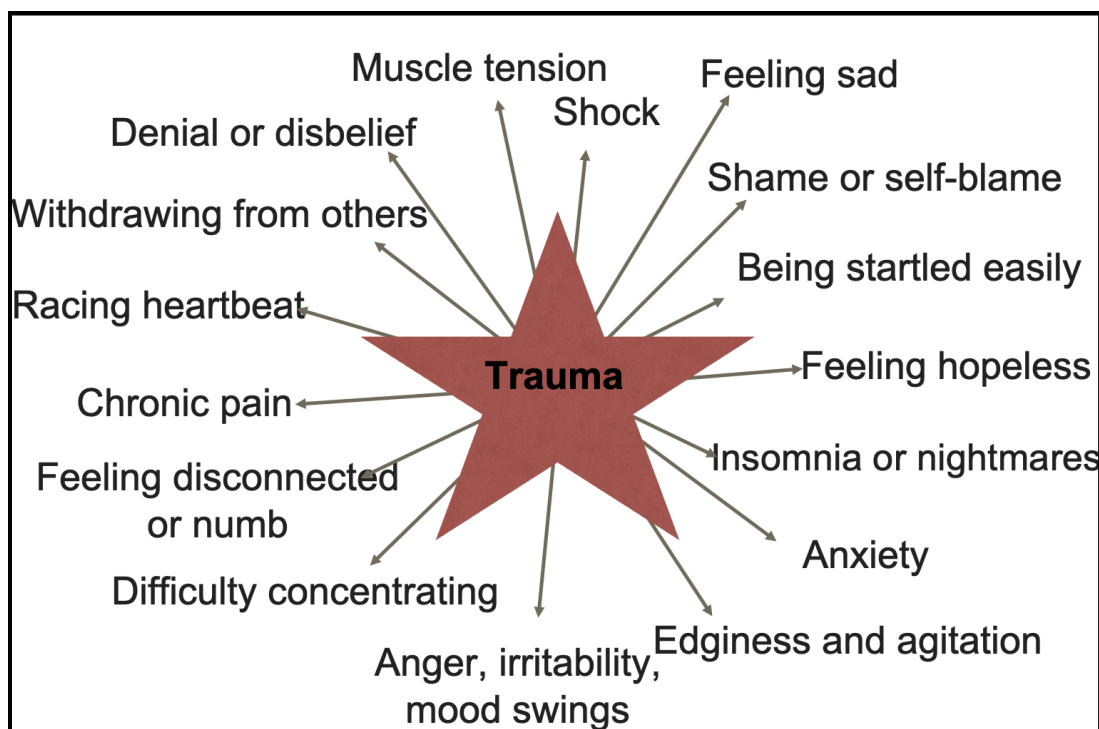 Muscle tension
Feeling sad
Shock
Denial or disbelief
Shame or self-blame
Withdrawing from others
Being startled easily
Racing heartbeat
Feeling hopeless
Trauma
Chronic pain
Insomnia or nightmares
Feeling disconnected
or numb
Anxiety
Difficulty concentrating
Edginess and agitation
Anger, irritability,
mood swings